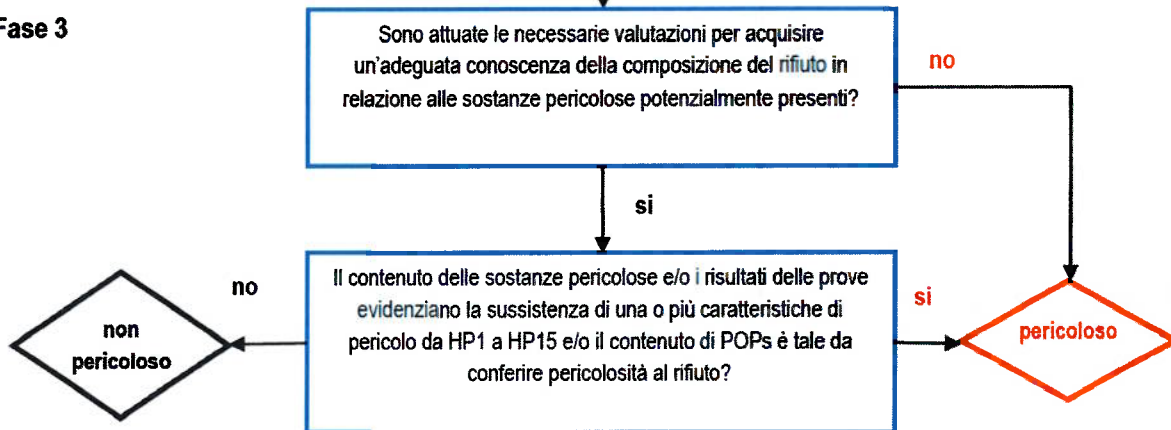 Fase 3
Sono attuate le necessarie valutazioni per acquisire
un'adeguata conoscenza della composizione del rifiuto in
relazione alle sostanze pericolose potenzialmente presenti?
no
si
Il contenuto delle sostanze pericolose e/o i risultati delle prove
evidenziano la sussistenza di una o più caratteristiche di
pericolo da HP1 a HP15 e/o il contenuto di POPs è tale da
conferire pericolosità al rifiuto?
no
non
pericoloso
si
pericoloso